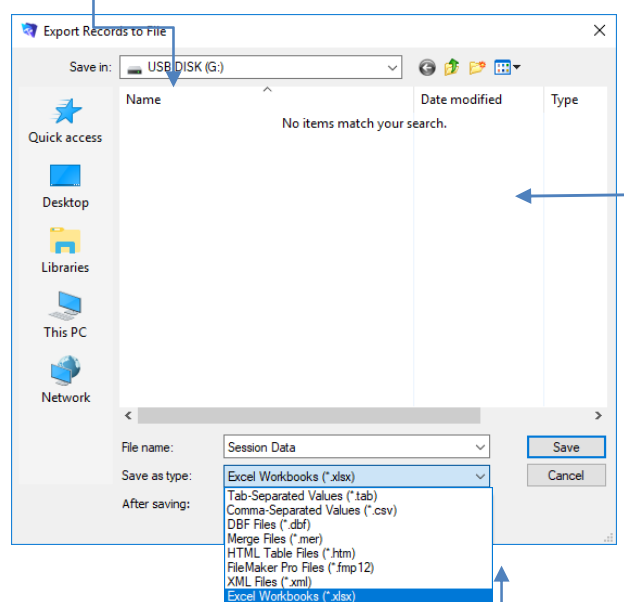 Export Records to File
Save in: USB DISK (G:)
Name Date modified Type
No items match your search.
Quick access
Desktop
Libraries
This PC
Network
File name: Session Data Save
Save as type: Excel Workbooks (*.xlsx) Cancel
After saving:
Tab-Separated Values (*.tab)
Comma-Separated Values (*.csv)
DBF Files (*.dbf)
Merge Files (*.mer)
HTML Table Files (*.htm)
FileMaker Pro Files (*.fmp12)
XML Files (*.xml)
Excel Workbooks (*.xlsx)